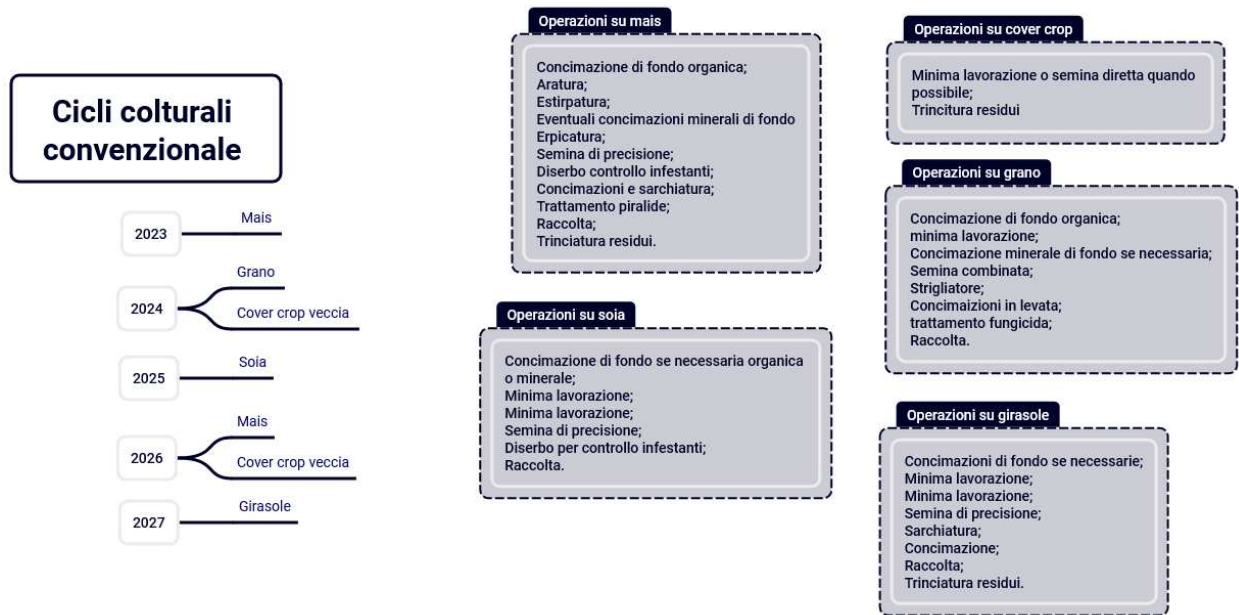 Cicli colturali
convenzionale
2023
Mais
2024
Grano
Cover crop veccia
2025
Soia
2026
Mais
Cover crop veccia
2027
Girasole
Operazioni su mais
Concimazione di fondo organica;
Aratura;
Estirpatura;
Eventuali concimazioni minerali di fondo
Erpicatura;
Semina di precisione;
Diserbo controllo infestanti;
Concimazioni e sarchiatura;
Trattamento piralide;
Raccolta;
Trinciatura residui.
Operazioni su soia
Concimazione di fondo se necessaria organica
o minerale;
Minima lavorazione;
Minima lavorazione;
Semina di precisione;
Diserbo per controllo infestanti;
Raccolta.
Operazioni su cover crop
Minima lavorazione o semina diretta quando
possibile;
Trincitura residui
Operazioni su grano
Concimazione di fondo organica;
minima lavorazione;
Concimazione minerale di fondo se necessaria;
Semina combinata;
Strigliatore;
Concimaizioni in levata;
trattamento fungicida;
Raccolta.
Operazioni su girasole
Concimazioni di fondo se necessarie;
Minima lavorazione;
Minima lavorazione;
Semina di precisione;
Sarchiatura;
Concimazione;
Raccolta;
Trinciatura residui.